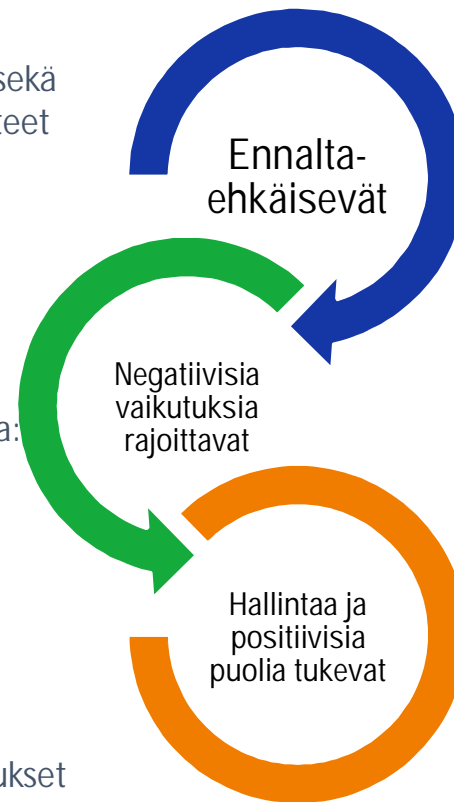 sekä
teet
Ennalta-
ehkäisevät
Negatiivisia
vaikutuksia
rajoittavat
a:
Hallintaa ja
positiivisia
puolia tukevat
ukset